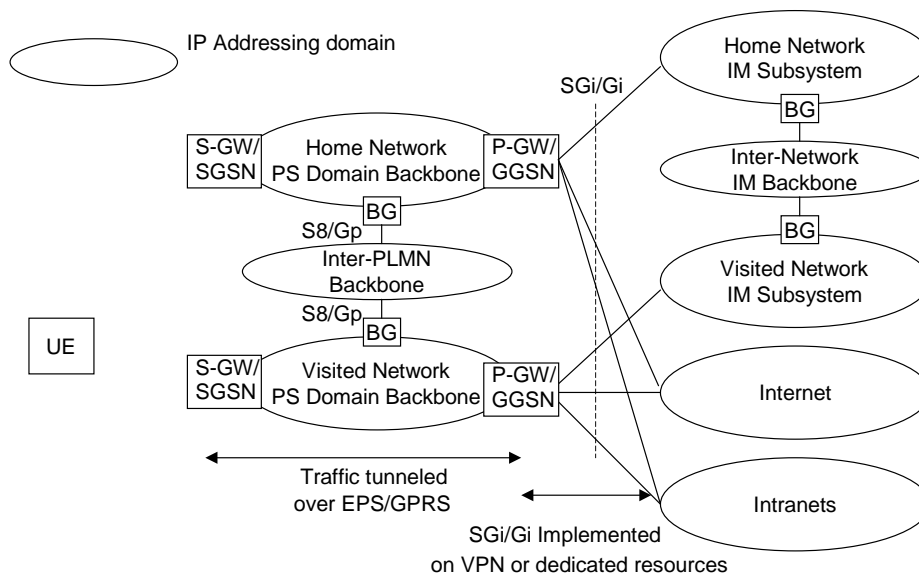 IP Addressing domain
Home Network
IM Subsystem
SGi/Gi
BG
S-GW/
SGSN
Home Network
PS Domain Backbone
P-GW/
GGSN
Inter-Network
IM Backbone
BG
S8/Gp
BG
Inter-PLMN
Backbone
Visited Network
IM Subsystem
S8/Gp
BG
UE
S-GW/
SGSN
Visited Network
PS Domain Backbone
P-GW/
GGSN
Internet
Traffic tunneled
over EPS/GPRS
Intranets
SGi/Gi Implemented
on VPN or dedicated resources